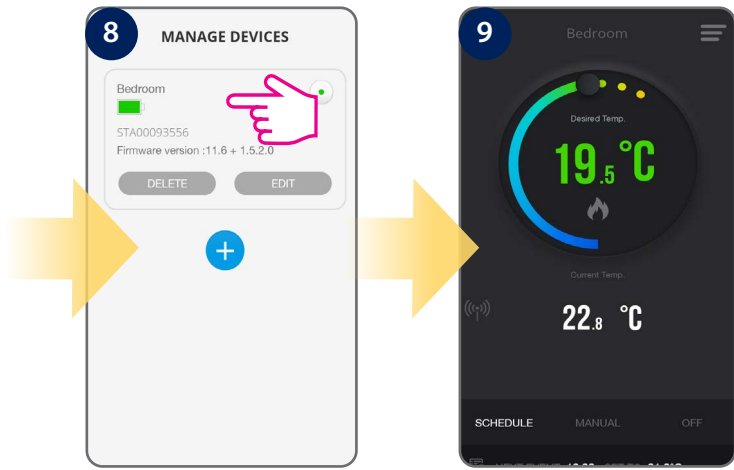 8
MANAGE DEVICES
Bedroom
STA00093556
Firmware version :11.6 + 1.5.2.0
DELETE EDIT
9
Bedroom
Desired Temp.
19.5 °C
Current Temp.
22.8 °C
SCHEDULE MANUAL OFF